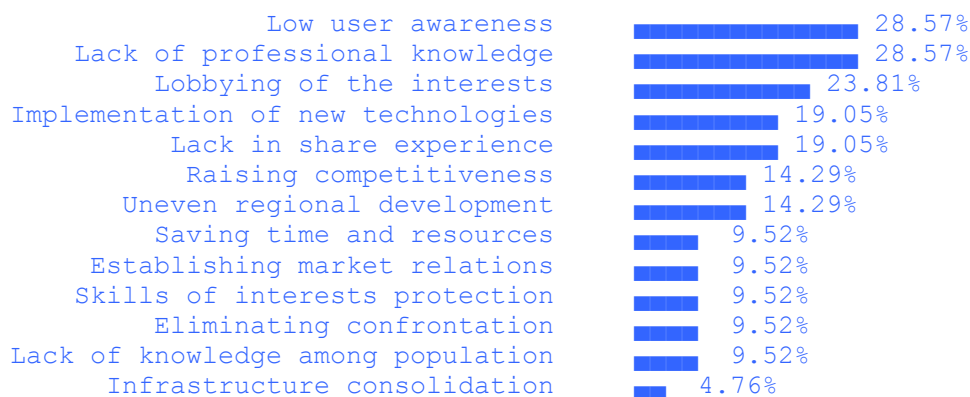 Low user awareness 28.57%
Lack of professional knowledge 28.57%
Lobbying of the interests 23.81%
Implementation of new technologies 19.05%
Lack in share experience 19.05%
Raising competitiveness 14.29%
Uneven regional development 14.29%
Saving time and resources 9.52%
Establishing market relations 9.52%
Skills of interests protection 9.52%
Eliminating confrontation 9.52%
Lack of knowledge among population 9.52%
Infrastructure consolidation 4.76%